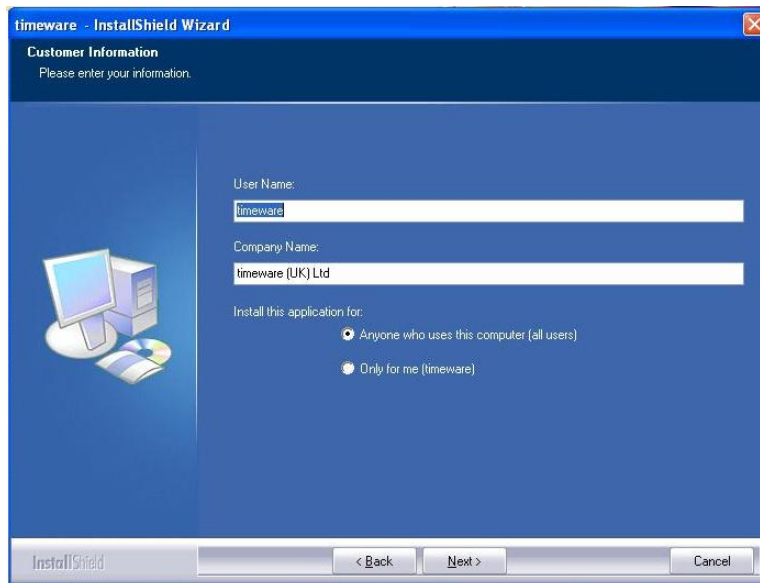 timeware - InstallShield Wizard
Customer Information
Please enter your information.
User Name:
timeware
Company Name:
timeware (UK) Ltd
Install this application for:
Anyone who uses this computer (all users)
Only for me (timeware)
InstallShield
< Back Next > Cancel